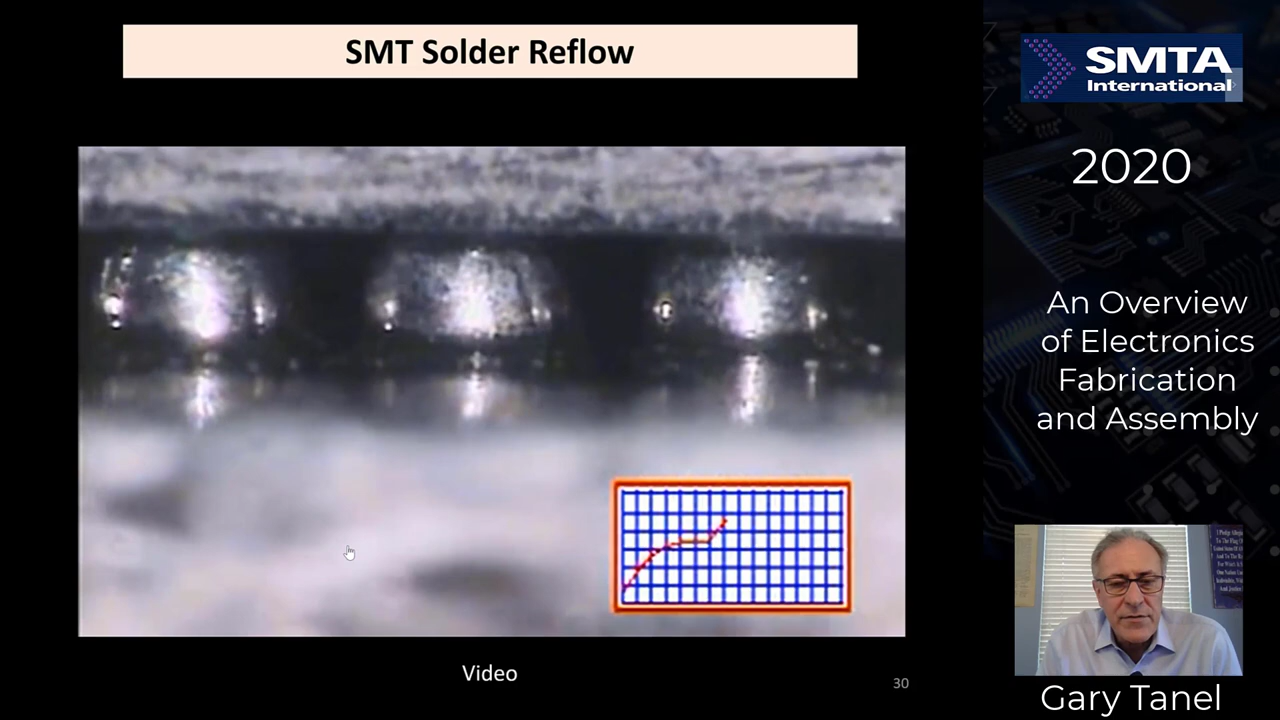 SMT Solder Reflow
Video
30
SMTA
International
2020
An Overview
of Electronics
Fabrication
and Assembly
Gary Tanel